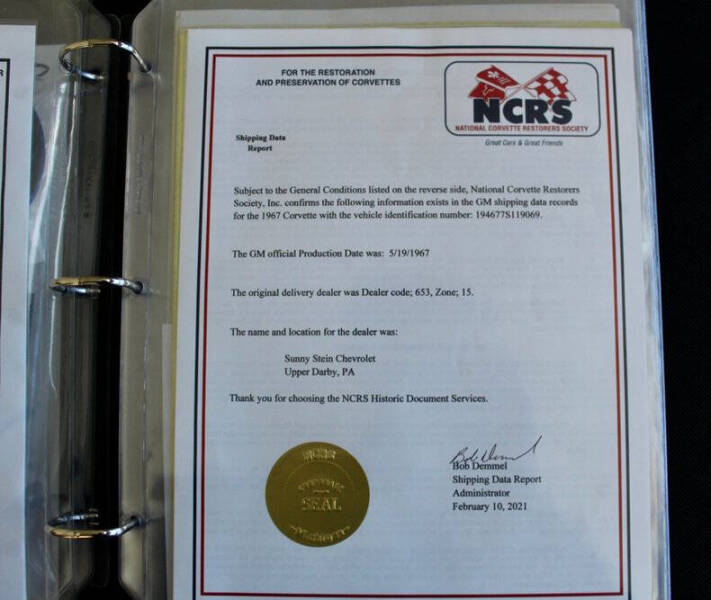 FOR THE RESTORATION
AND PRESERVATION OF CORVETTES
NCRS
NATIONAL CORVETTE RESTORERS SOCIETY
Great Cars & Great Friends
Shipping Data
Report
Subject to the General Conditions listed on the reverse side, National Corvette Restorers
Society, Inc. confirms the following information exists in the GM shipping data records
for the 1967 Corvette with the vehicle identification number: 194677S119069.
The GM official Production Date was: 5/19/1967
The original delivery dealer was Dealer code; 653, Zone; 15.
The name and location for the dealer was:
Sunny Stein Chevrolet
Upper Darby, PA
Thank you for choosing the NCRS Historic Document Services.
NCRS
SEAL
Bob Demmel
Bob Demmel
Shipping Data Report
Administrator
February 10, 2021